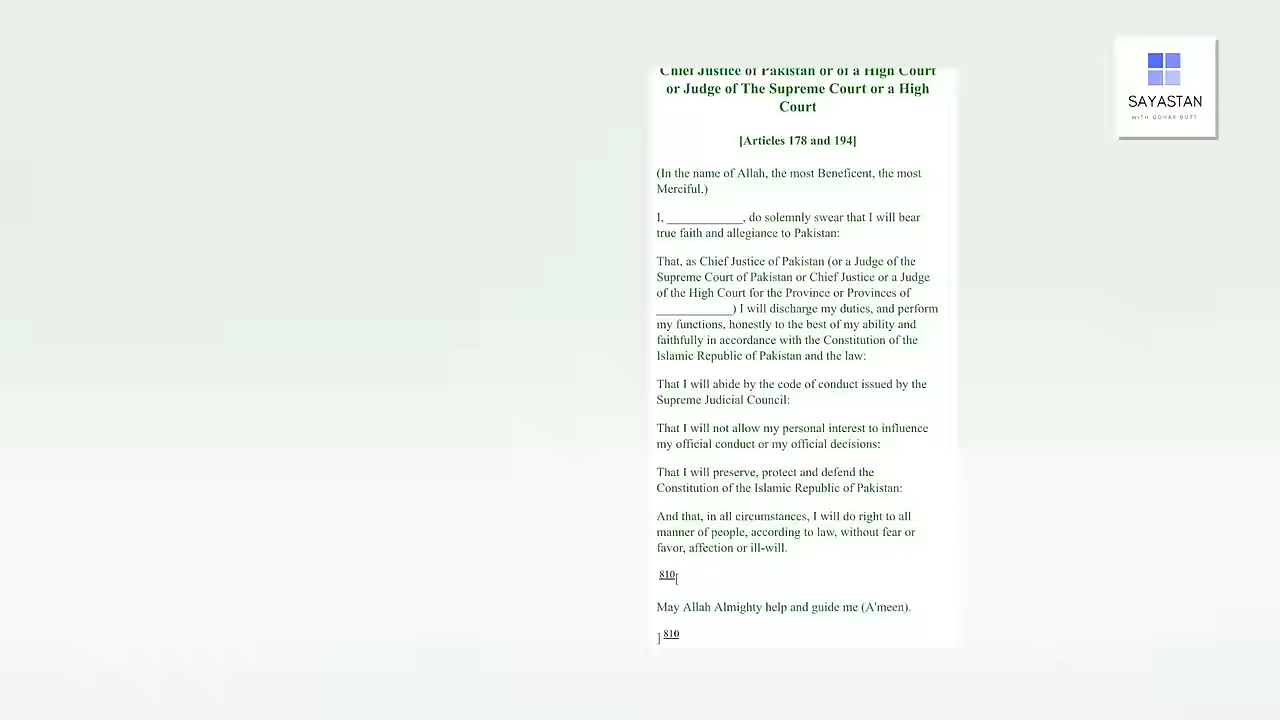 Chief Justice of Pakistan or of a High Court
or Judge of The Supreme Court or a High
Court
[Articles 178 and 194]
(In the name of Allah, the most Beneficent, the most
Merciful.)
I, _____________, do solemnly swear that I will bear
true faith and allegiance to Pakistan:
That, as Chief Justice of Pakistan (or a Judge of the
Supreme Court of Pakistan or Chief Justice or a Judge
of the High Court for the Province or Provinces of
_____________) I will discharge my duties, and perform
my functions, honestly to the best of my ability and
faithfully in accordance with the Constitution of the
Islamic Republic of Pakistan and the law:
That I will abide by the code of conduct issued by the
Supreme Judicial Council:
That I will not allow my personal interest to influence
my official conduct or my official decisions:
That I will preserve, protect and defend the
Constitution of the Islamic Republic of Pakistan:
And that, in all circumstances, I will do right to all
manner of people, according to law, without fear or
favor, affection or ill-will.
810[
May Allah Almighty help and guide me (A'meen).
] 810
SAYASTAN
WITH GOHAR BUTT